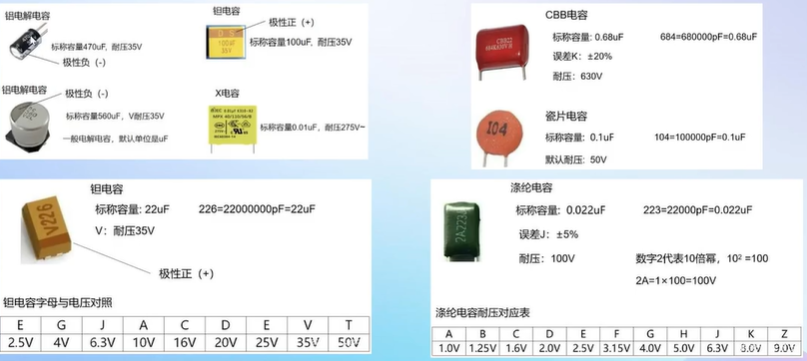 铝电解电容
标称容量470uF, 耐压35V
极性负（-）
钽电容
极性正（+）
标称容量100uF, 耐压35V
铝电解电容
极性负（-）
标称容量560uF，V耐压35V
一般电解电容，默认单位是uF
X电容
标称容量0.01uF，耐压275V~
CBB电容
标称容量: 0.68uF
684=680000pF=0.68uF
误差K：±20%
耐压：630V
瓷片电容
104
标称容量：0.1uF
104=100000pF=0.1uF
默认耐压：50V
钽电容
V226
标称容量: 22uF
226=22000000pF=22uF
V：耐压35V
极性正（+）
钽电容字母与电压对照
E G J A C D E V T
2.5V 4V 6.3V 10V 16V 20V 25V 35V 50V
涤纶电容
2A223J
标称容量：0.022uF
223=22000pF=0.022uF
误差J：±5%
耐压：100V
数字2代表10倍幂，10²=100
2A=1×100=100V
涤纶电容耐压对应表
A B C D E F G H J K Z
1.0V 1.25V 1.6V 2.0V 2.5V 3.15V 4.0V 5.0V 6.3V 8.0V 9.0V